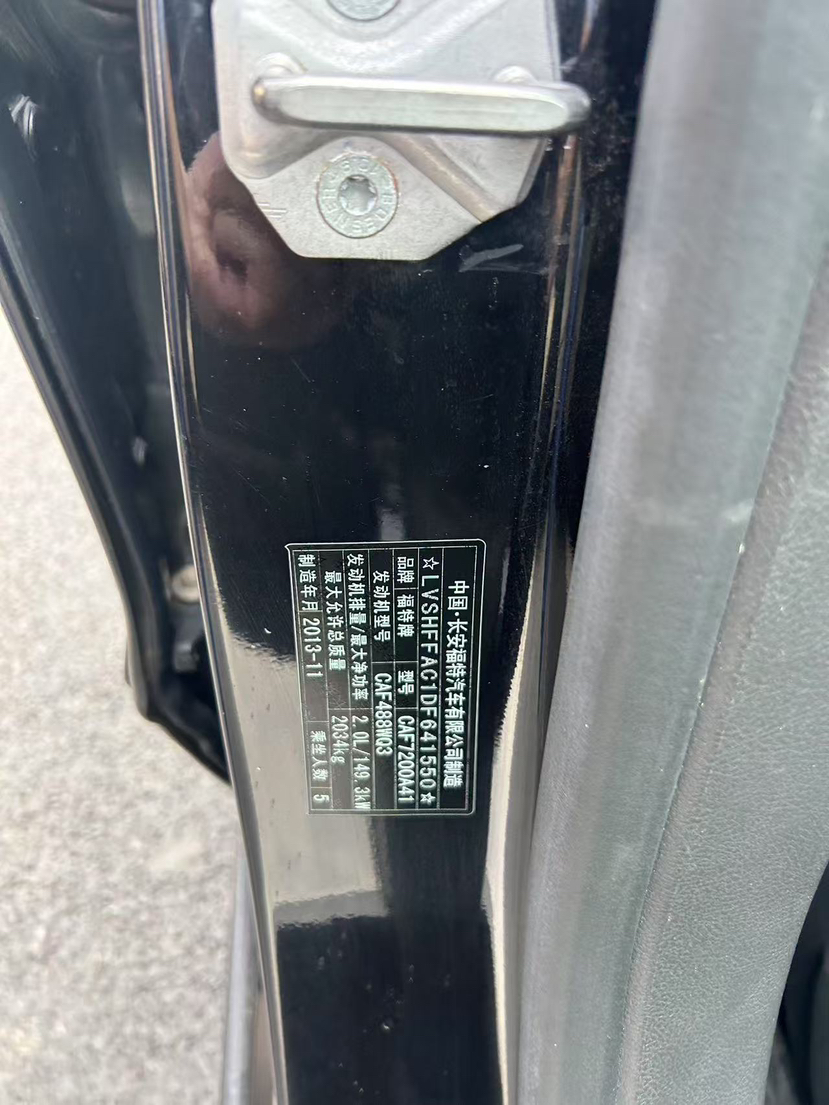 中国·长安福特汽车有限公司制造
☆LVSHFFAC1DF641550☆
品牌 福特牌 型号 CAF7200A41
发动机型号 CAF488WQ3
发动机排量/最大净功率 2.0L/149.3kW
最大允许总质量 2034kg
制造年月 2013-11 乘坐人数 5